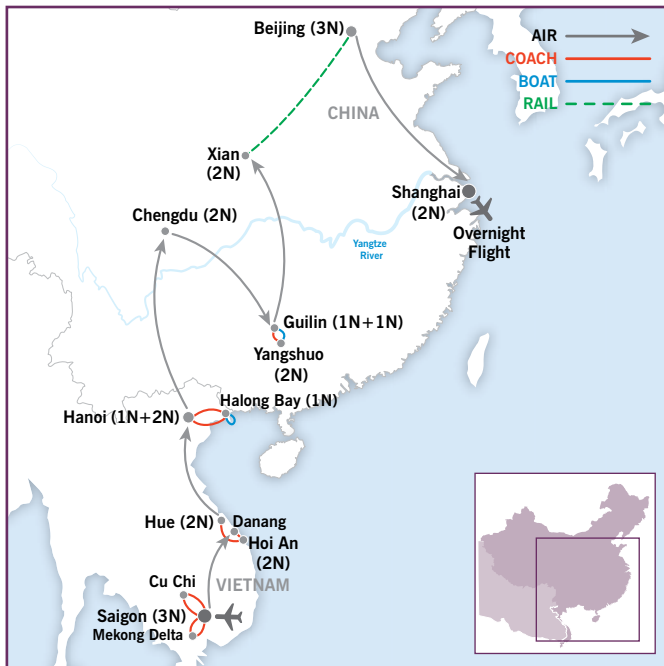 Beijing (3N)
AIR
COACH
BOAT
RAIL
CHINA
Xian
(2N)
Shanghai
(2N)
Chengdu (2N)
Overnight
Flight
Yangtze
River
Guilin (1N+1N)
Yangshuo
(2N)
Halong Bay (1N)
Hanoi (1N+2N)
Hue (2N)
Danang
Hoi An
(2N)
Cu Chi
VIETNAM
Saigon (3N)
Mekong Delta